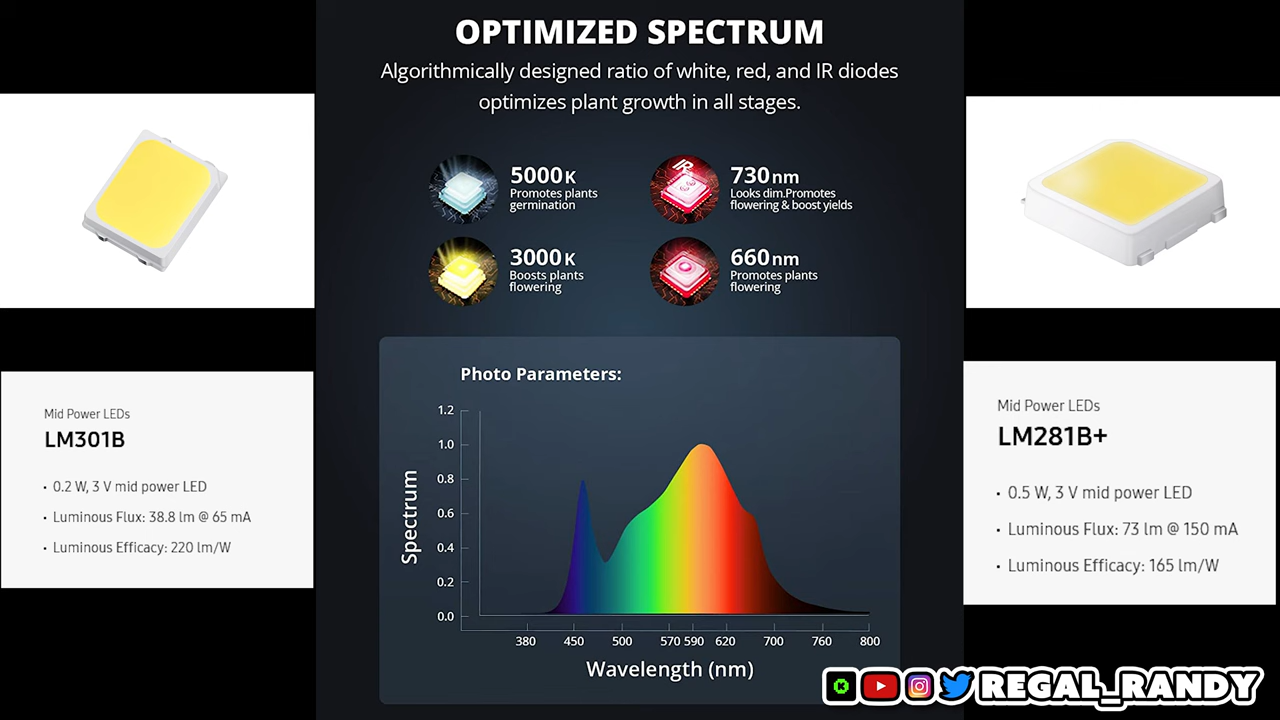 OPTIMIZED SPECTRUM
Algorithmically designed ratio of white, red, and IR diodes
optimizes plant growth in all stages.
5000K
Promotes plants
germination
IR
730nm
Looks dim.Promotes
flowering & boost yields
3000K
Boosts plants
flowering
660nm
Promotes plants
flowering
Mid Power LEDs
LM301B
• 0.2 W, 3 V mid power LED
• Luminous Flux: 38.8 lm @ 65 mA
• Luminous Efficacy: 220 lm/W
Photo Parameters:
Spectrum
1.2
1.0
0.8
0.6
0.4
0.2
0.0
380 450 500 570 590 620 700 760 800
Wavelength (nm)
Mid Power LEDs
LM281B+
• 0.5 W, 3 V mid power LED
• Luminous Flux: 73 lm @ 150 mA
• Luminous Efficacy: 165 lm/W
REGAL_RANDY